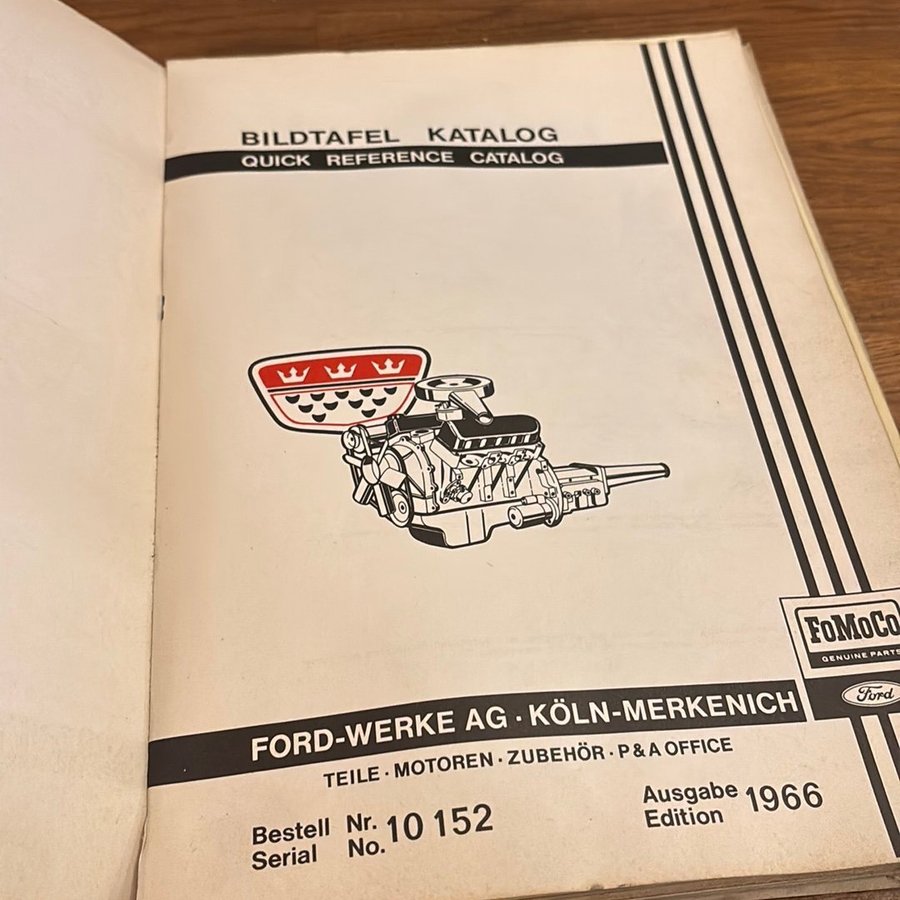 BILDTAFEL KATALOG
QUICK REFERENCE CATALOG
FoMoCo
GENUINE PARTS
Ford
FORD-WERKE AG · KÖLN-MERKENICH
TEILE · MOTOREN · ZUBEHÖR · P & A OFFICE
Bestell Nr. 10 152
Serial No.
Ausgabe 1966
Edition